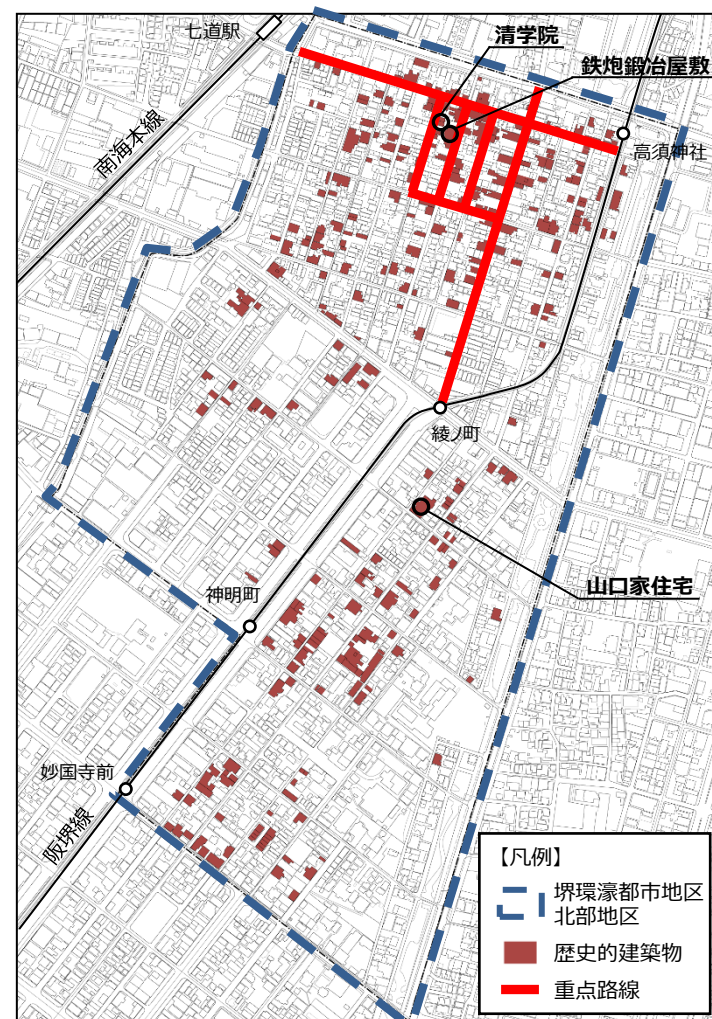 七道駅
清学院
鉄炮鍛冶屋敷
南海本線
高須神社
綾ノ町
山口家住宅
神明町
妙国寺前
阪堺線
【凡例】
堺環濠都市地区
北部地区
歴史的建築物
重点路線